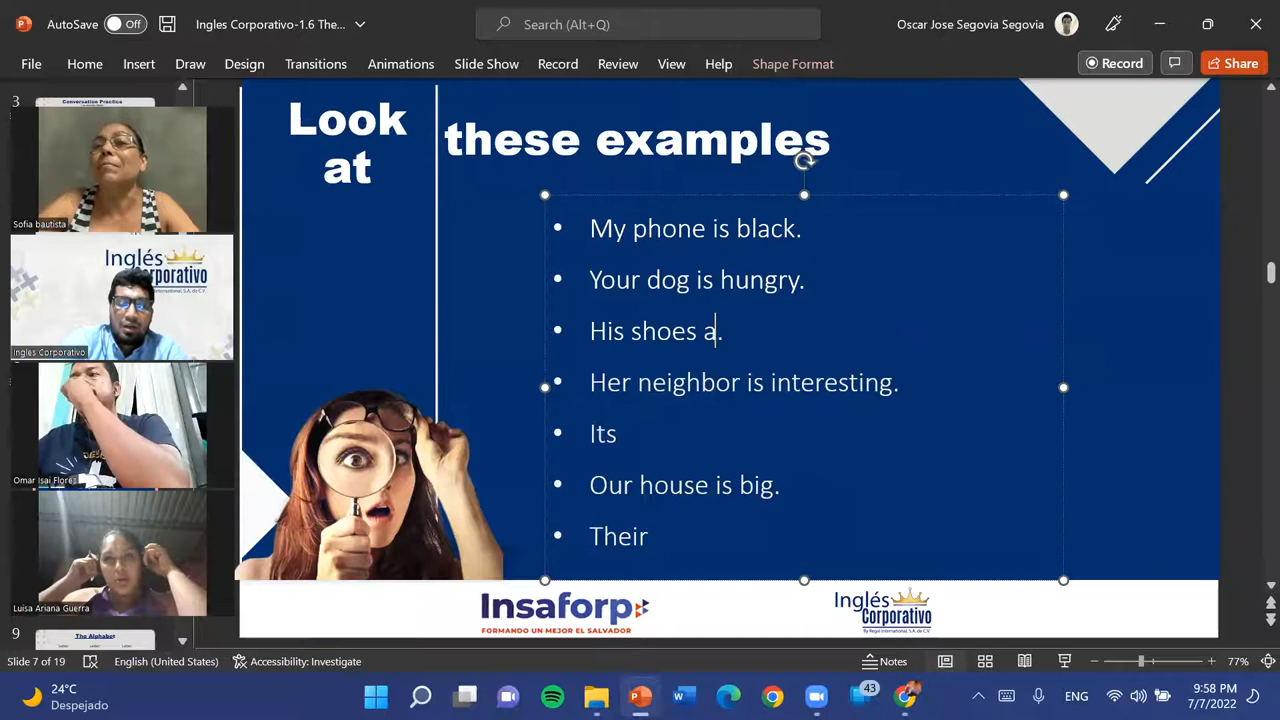 AutoSave Off Ingles Corporativo-1.6 The... Search (Alt+Q) Oscar Jose Segovia Segovia
File Home Insert Draw Design Transitions Animations Slide Show Record Review View Help Shape Format Record Share
3
Conversation Practice
Sofia bautista
Inglés
Corporativo
Ingles Corporativo
Omar Isai Flores
Luisa Ariana Guerra
9
The Alphabet
Look
at
these examples
• My phone is black.
• Your dog is hungry.
• His shoes a.
• Her neighbor is interesting.
• Its
• Our house is big.
• Their
Insaforp
FORMANDO UN MEJOR EL SALVADOR
Inglés
Corporativo
By Regal International, S.A. de C.V.
Slide 7 of 19 English (United States) Accessibility: Investigate Notes 77%
24°C
Despejado
43
ENG
9:58 PM
7/7/2022